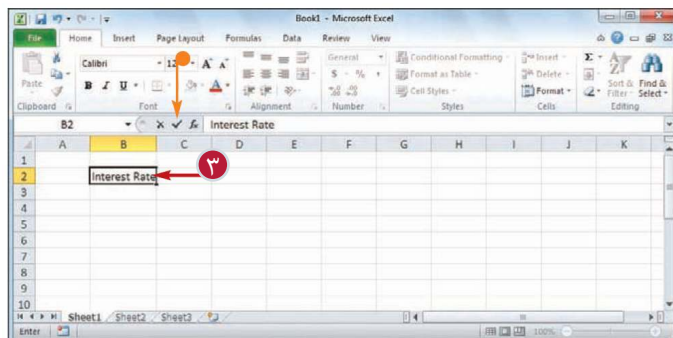 Book1 - Microsoft Excel
File Home Insert Page Layout Formulas Data Review View
Calibri 12 A A General Conditional Formatting Insert Σ
Paste B I U A $ % , Format as Table Delete Sort & Find &
Cell Styles Format Filter Select
Clipboard Font Alignment Number Styles Cells Editing
B2 fx Interest Rate
A B C D E F G H I J K
1
2 Interest Rate ٣
3
4
5
6
7
8
9
10
Sheet1 Sheet2 Sheet3
Enter 100%